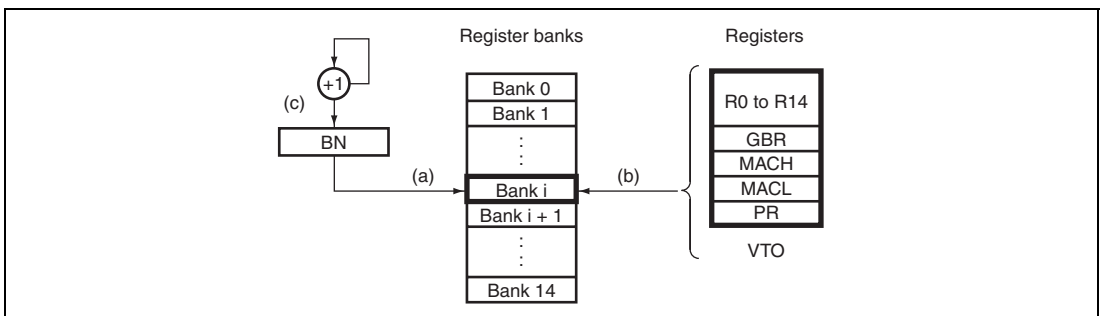 Register banks
Registers
+1
(c)
BN
(a)
Bank 0
Bank 1
:
:
Bank i
Bank i + 1
:
:
Bank 14
(b)
R0 to R14
GBR
MACH
MACL
PR
VTO